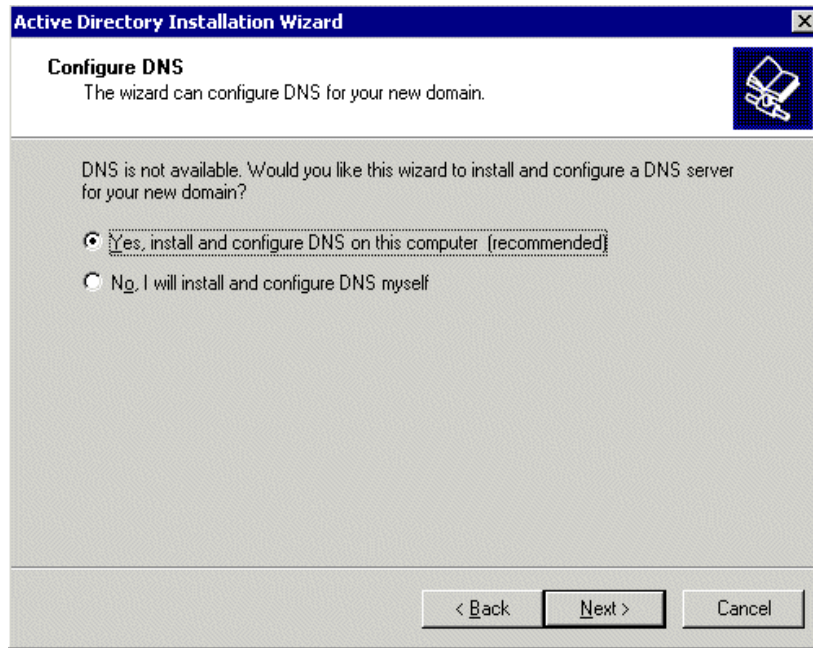 Active Directory Installation Wizard
Configure DNS
The wizard can configure DNS for your new domain.
DNS is not available. Would you like this wizard to install and configure a DNS server
for your new domain?
Yes, install and configure DNS on this computer (recommended)
No, I will install and configure DNS myself
< Back Next > Cancel